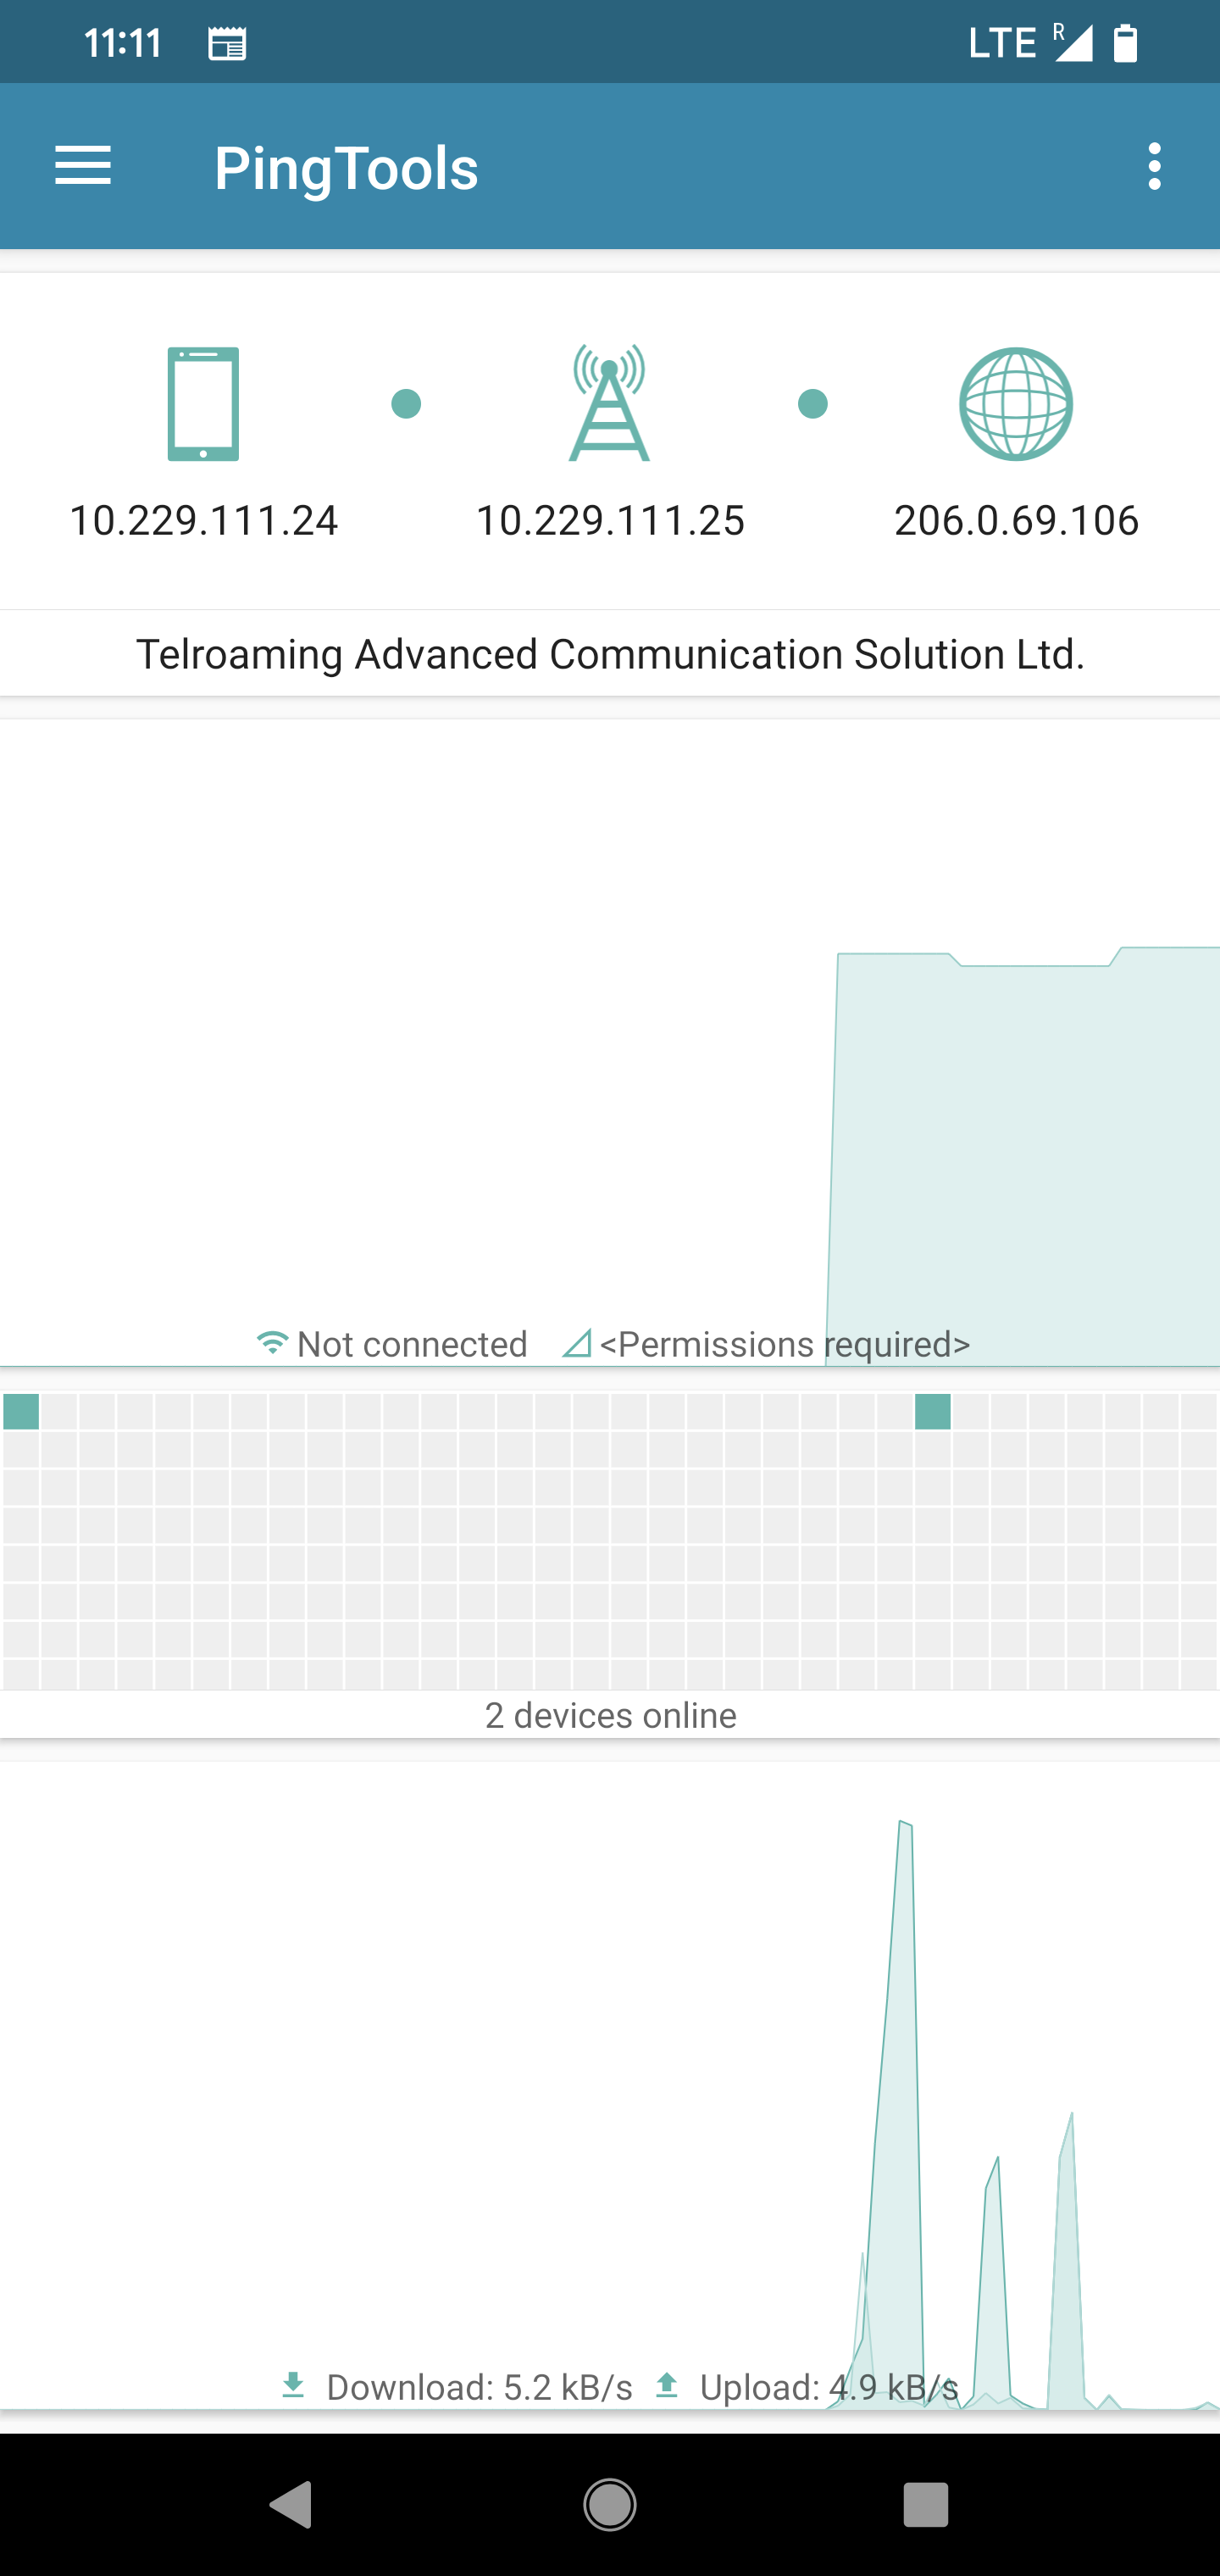 11:11 LTE R
PingTools
10.229.111.24 10.229.111.25 206.0.69.106
Telroaming Advanced Communication Solution Ltd.
Not connected <Permissions required>
2 devices online
Download: 5.2 kB/s Upload: 4.9 kB/s